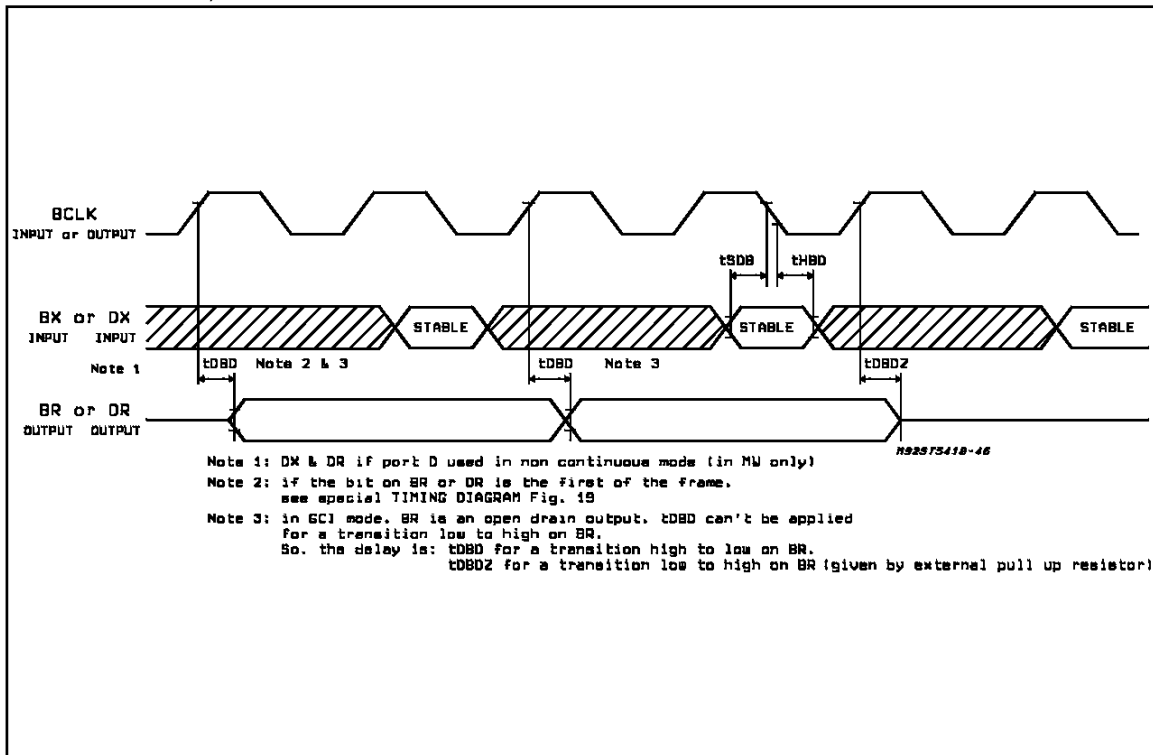 BCLK
INPUT or OUTPUT
tSDB tHBD
BX or DX
INPUT INPUT
STABLE STABLE STABLE
Note 1
tDBD Note 2 & 3 tDBD Note 3 tDBDZ
BR or DR
OUTPUT OUTPUT
M92ST5410-46
Note 1: DX & DR if port D used in non continuous mode (in MW only)
Note 2: if the bit on BR or DR is the first of the frame.
see special TIMING DIAGRAM Fig. 19
Note 3: in GCI mode. BR is an open drain output. tDBD can't be applied
for a transition low to high on BR.
So. the delay is: tDBD for a transition high to low on BR.
tDBDZ for a transition low to high on BR (given by external pull up resistor)